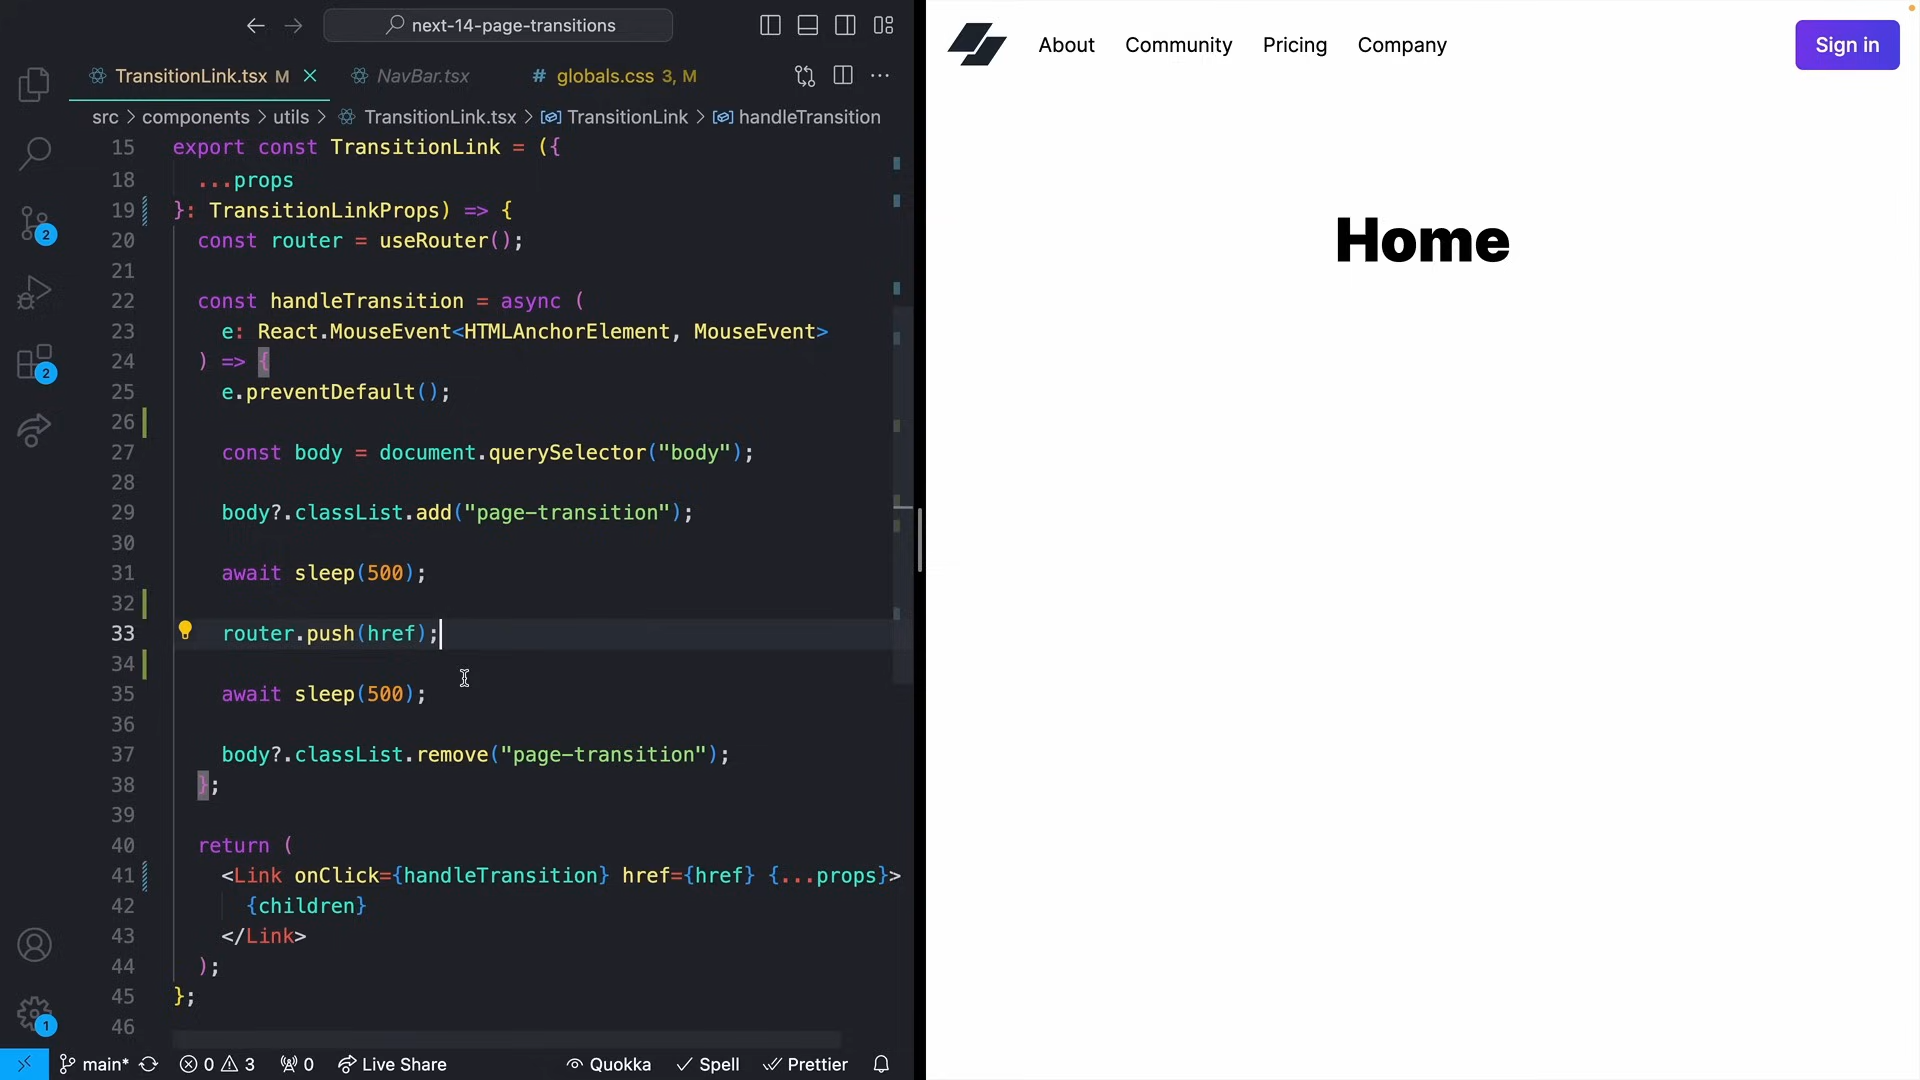 next-14-page-transitions
TransitionLink.tsx M
NavBar.tsx
# globals.css 3, M
src > components > utils > TransitionLink.tsx > TransitionLink > handleTransition
15 export const TransitionLink = ({
18 ...props
19 }: TransitionLinkProps) => {
20 const router = useRouter();
21
22 const handleTransition = async (
23 e: React.MouseEvent<HTMLAnchorElement, MouseEvent>
24 ) => {
25 e.preventDefault();
26
27 const body = document.querySelector("body");
28
29 body?.classList.add("page-transition");
30
31 await sleep(500);
32
33 router.push(href);
34
35 await sleep(500);
36
37 body?.classList.remove("page-transition");
38 };
39
40 return (
41 <Link onClick={handleTransition} href={href} {...props}>
42 {children}
43 </Link>
44 );
45 };
46
2
2
1
main* 0 3 0 Live Share Quokka Spell Prettier
About Community Pricing Company Sign in
Home